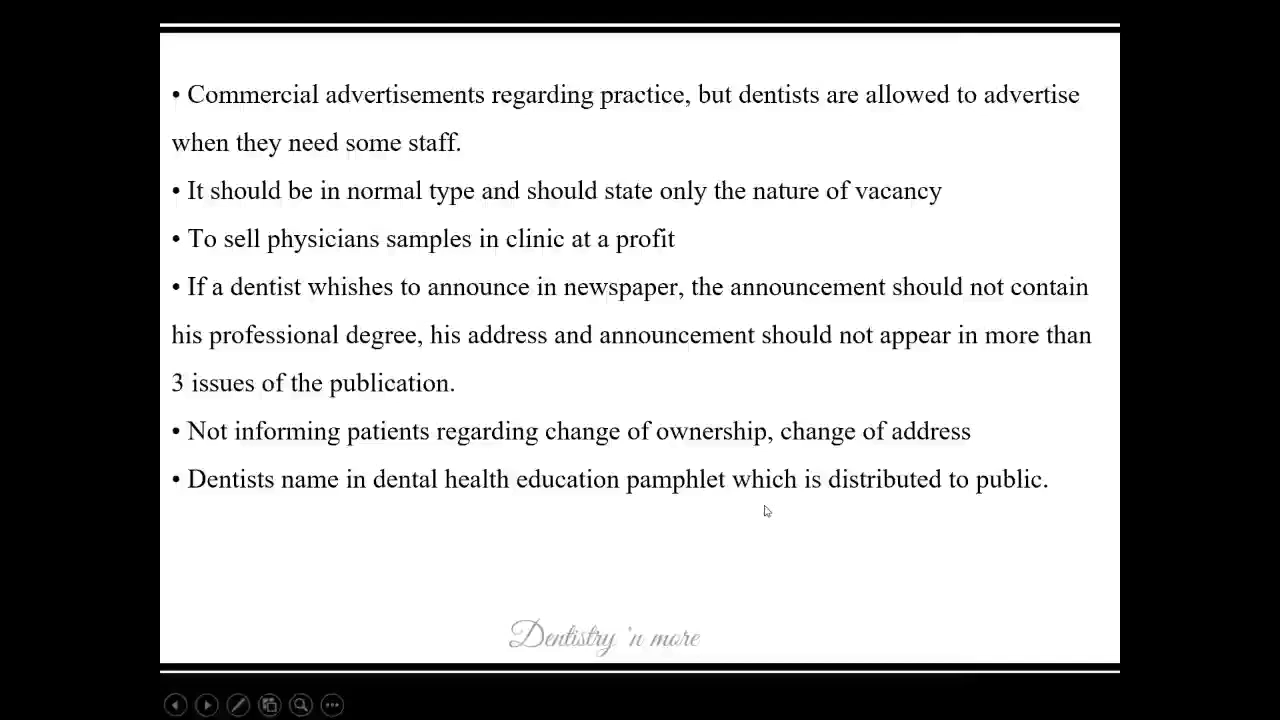 • Commercial advertisements regarding practice, but dentists are allowed to advertise
when they need some staff.
• It should be in normal type and should state only the nature of vacancy
• To sell physicians samples in clinic at a profit
• If a dentist whishes to announce in newspaper, the announcement should not contain
his professional degree, his address and announcement should not appear in more than
3 issues of the publication.
• Not informing patients regarding change of ownership, change of address
• Dentists name in dental health education pamphlet which is distributed to public.
Dentistry 'n more